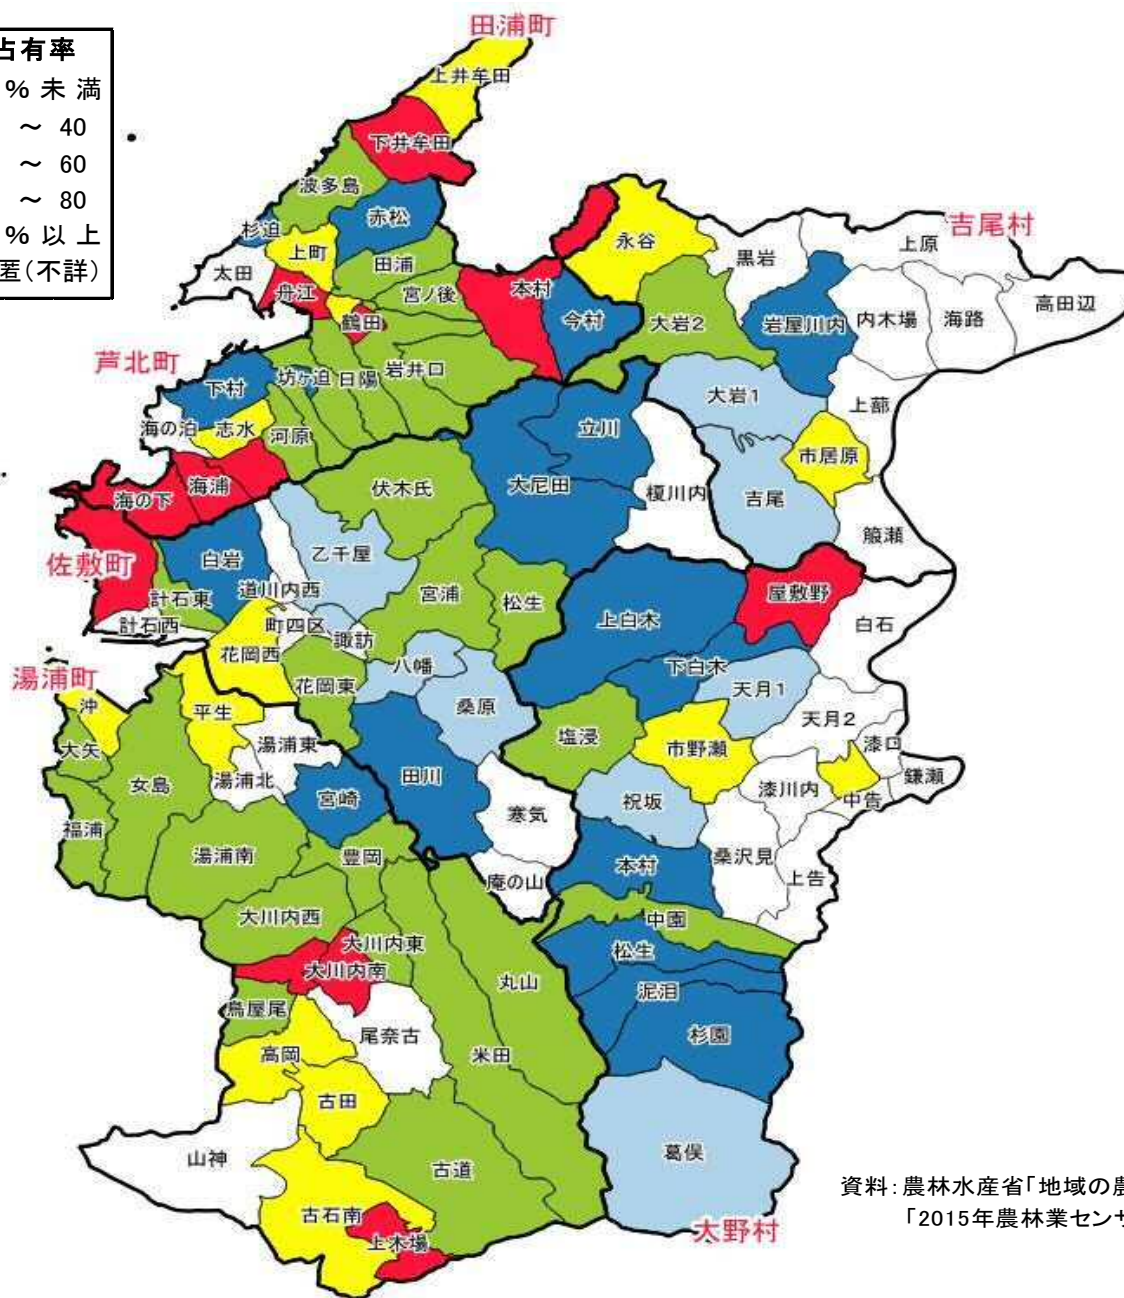 占有率
% 未 満
～ 40
～ 60
～ 80
% 以 上
匿(不詳)
田浦町
上井牟田
下井牟田
波多島
赤松
杉迫
上町
太田
田浦
舟江
宮ノ後
鶴田
本村
今村
永谷
黒岩
上原
吉尾村
大岩2
岩屋川内
内木場
海路
高田辺
芦北町
下村
坊ヶ迫
日陽
岩井口
海の泊
志水
河原
大岩1
上蔀
立川
市居原
海浦
海の下
伏木氏
大尼田
榎川内
吉尾
箙瀬
佐敷町
白岩
乙千屋
道川内西
計石東
計石西
宮浦
松生
上白木
屋敷野
白石
町四区
諏訪
花岡西
花岡東
八幡
下白木
天月1
湯浦町
沖
平生
桑原
天月2
大矢
湯浦東
塩浸
市野瀬
漆口
女島
湯浦北
田川
漆川内
鎌瀬
中告
宮崎
寒気
祝坂
福浦
湯浦南
豊岡
桑沢見
本村
上告
庵の山
大川内西
中園
大川内東
松生
大川内南
丸山
泥泪
鳥屋尾
尾奈古
杉園
高岡
米田
古田
山神
古道
葛俣
古石南
上木場
大野村
資料：農林水産省「地域の農
「2015年農林業センサ